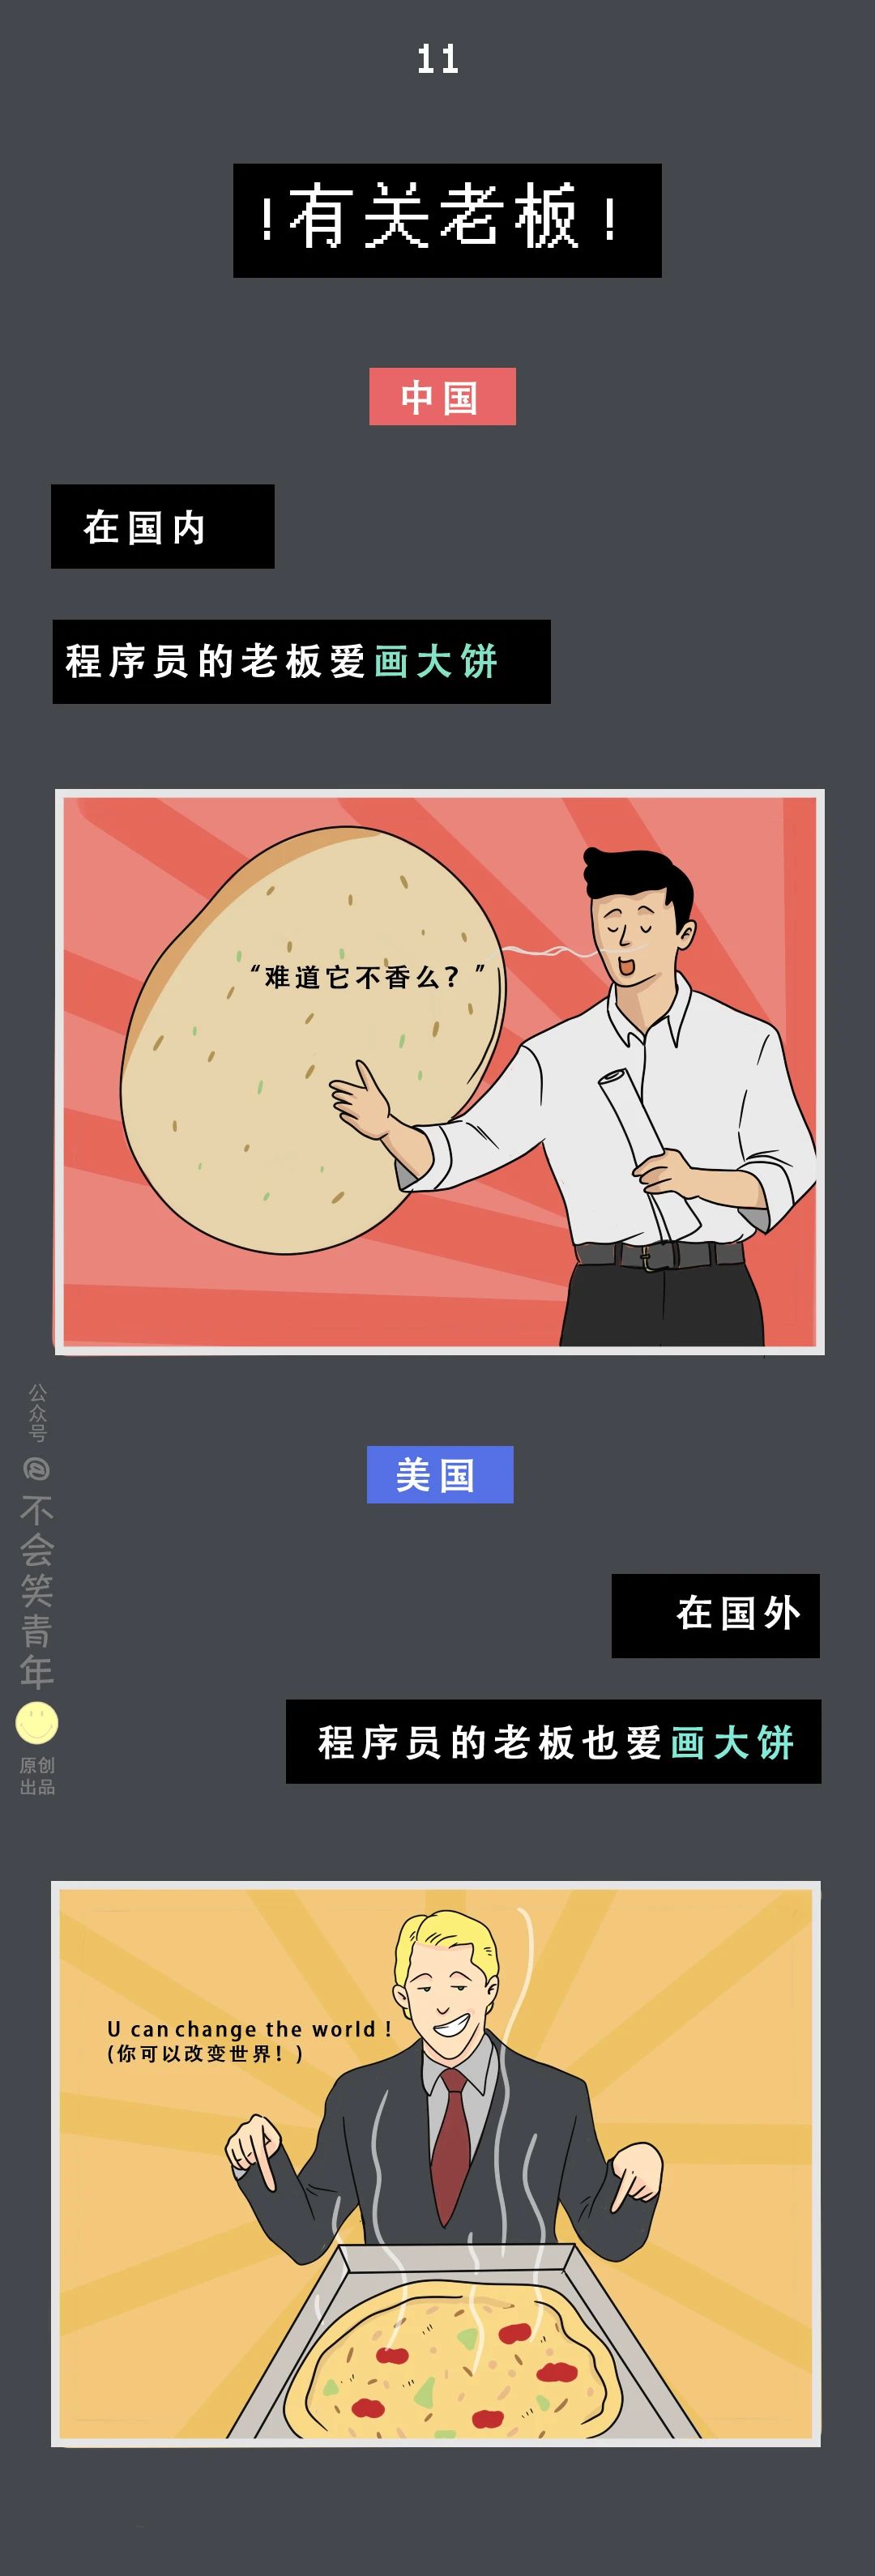 11
!有关老板!
中国
在国内
程序员的老板爱画大饼
“难道它不香么？”
公众号
@不会笑青年
原创
出品
美国
在国外
程序员的老板也爱画大饼
U can change the world !
(你可以改变世界！)